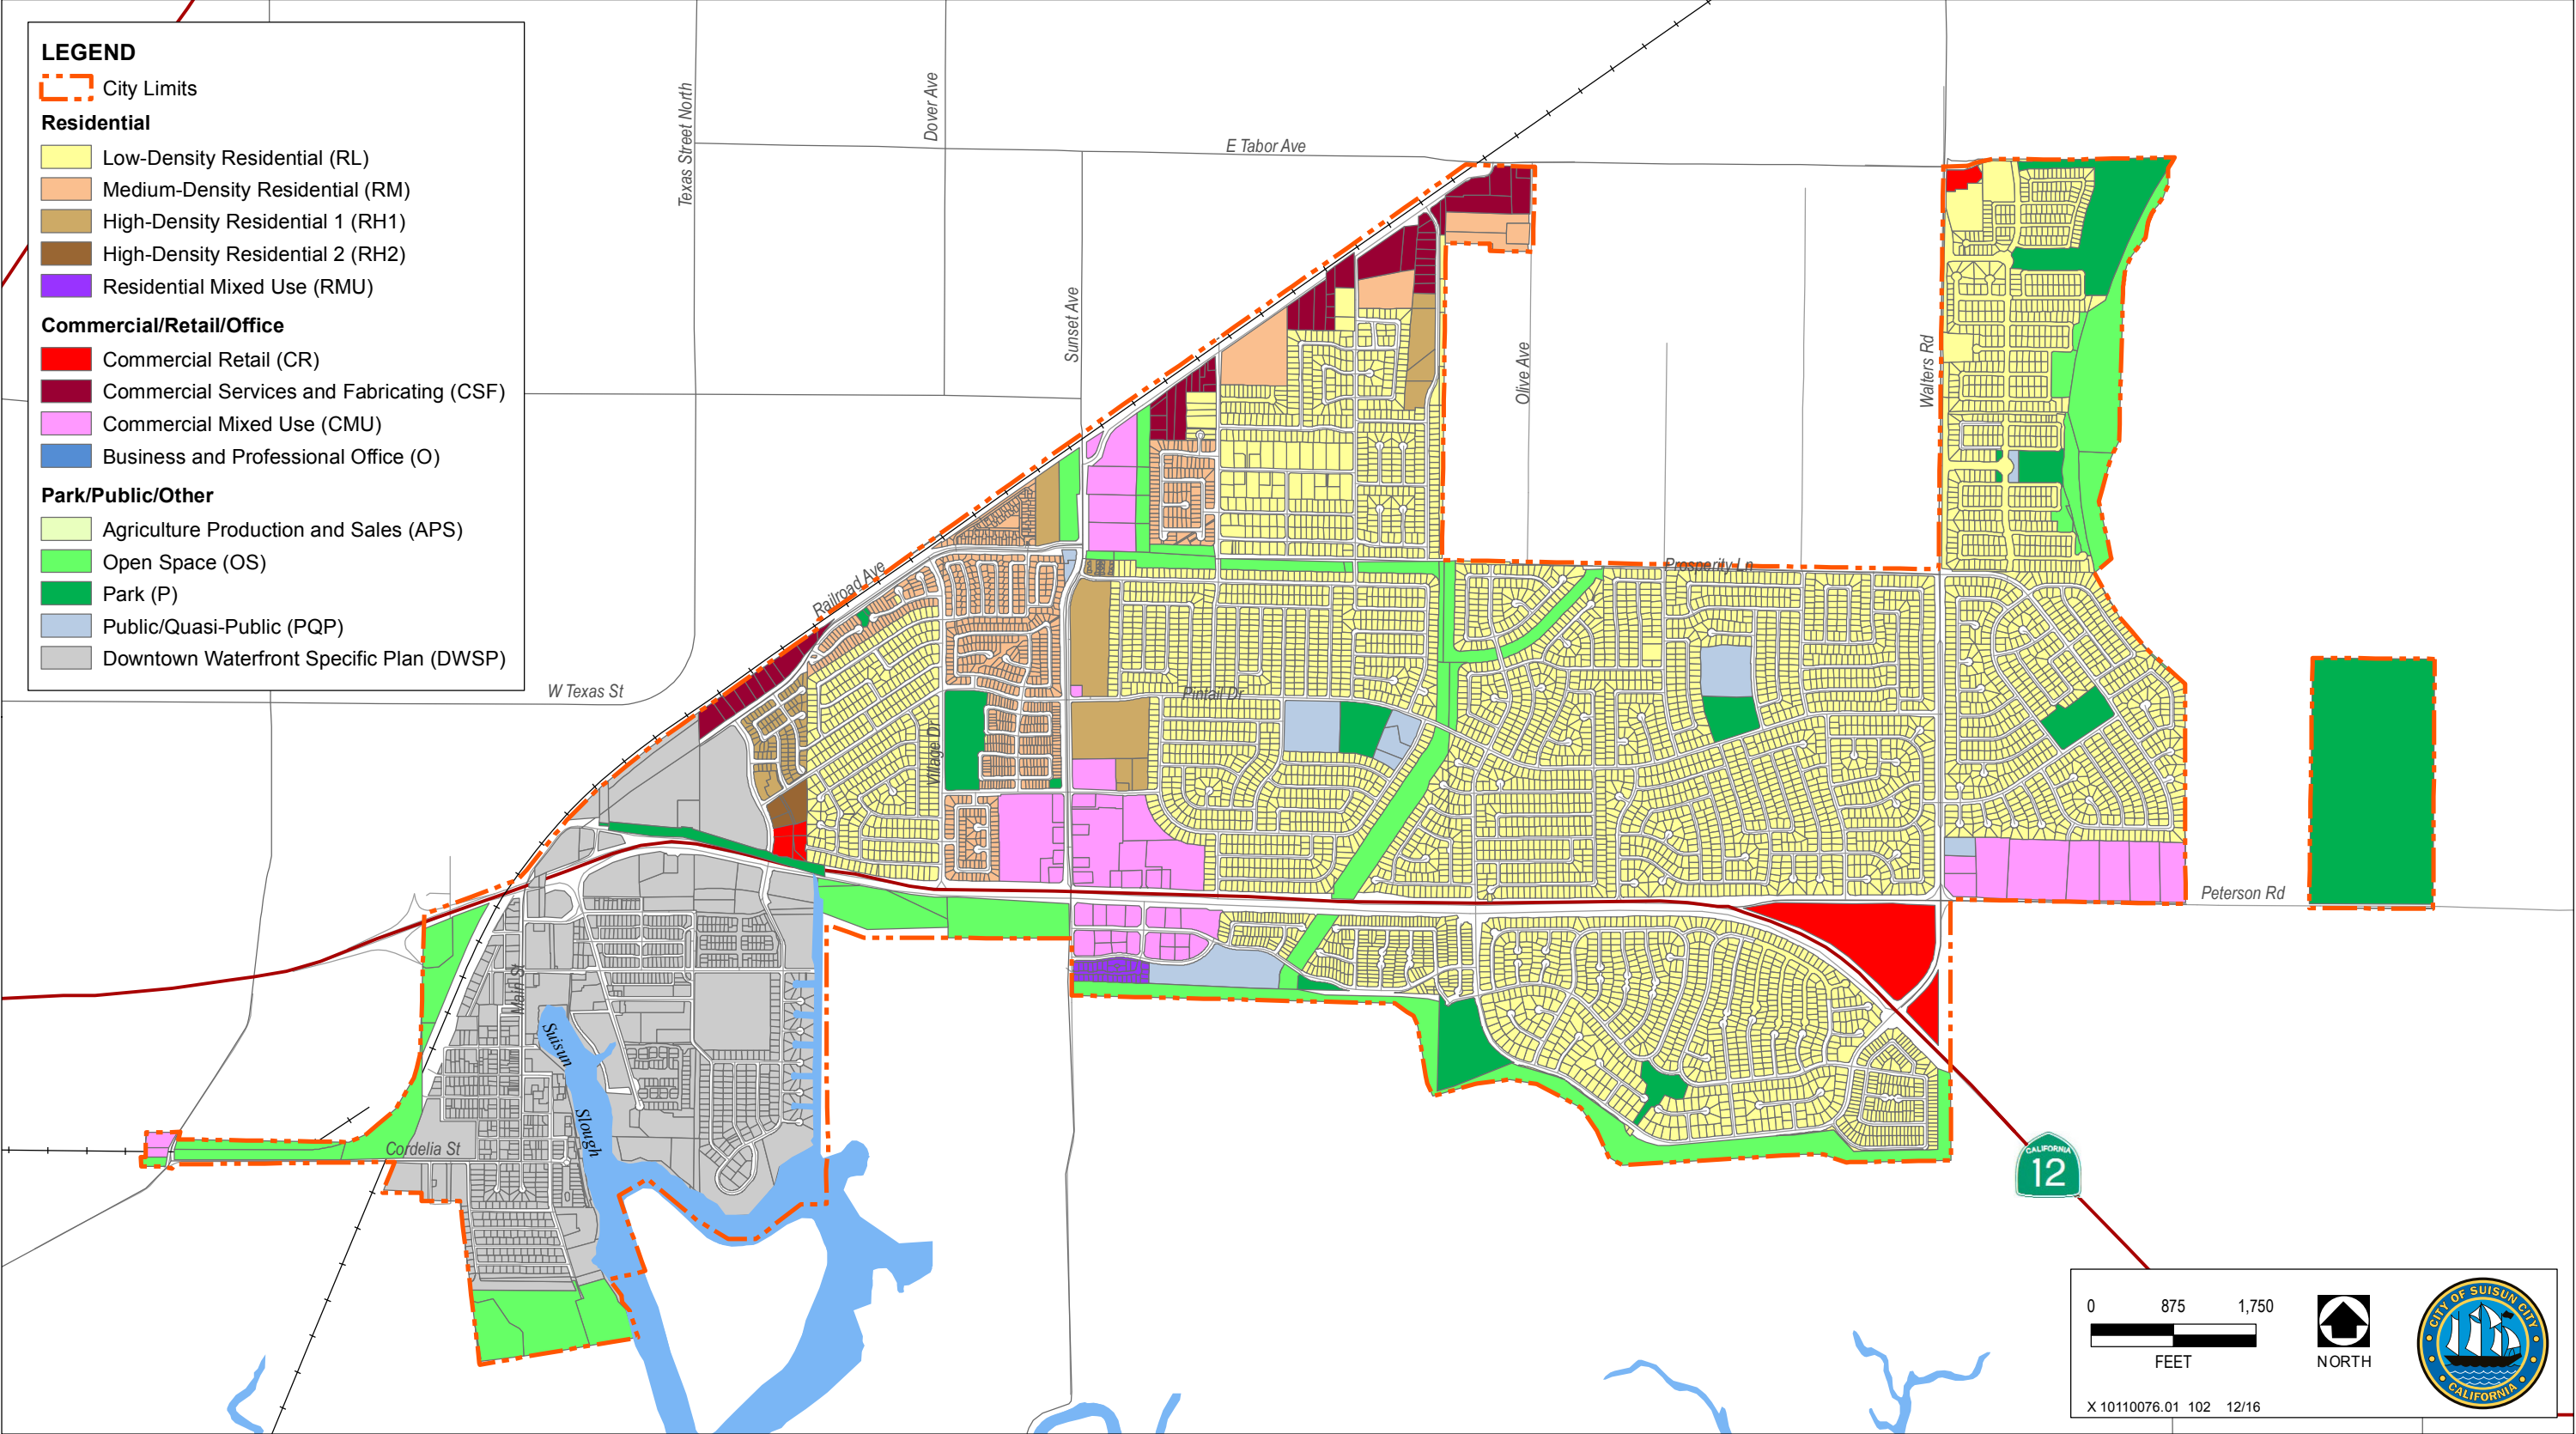 LEGEND
City Limits
Residential
Low-Density Residential (RL)
Medium-Density Residential (RM)
High-Density Residential 1 (RH1)
High-Density Residential 2 (RH2)
Residential Mixed Use (RMU)
Commercial/Retail/Office
Commercial Retail (CR)
Commercial Services and Fabricating (CSF)
Commercial Mixed Use (CMU)
Business and Professional Office (O)
Park/Public/Other
Agriculture Production and Sales (APS)
Open Space (OS)
Park (P)
Public/Quasi-Public (PQP)
Downtown Waterfront Specific Plan (DWSP)
Texas Street North
Dover Ave
E Tabor Ave
Sunset Ave
Olive Ave
Walters Rd
Railroad Ave
Prosperity Ln
W Texas St
Pintail Dr
Village Dr
Peterson Rd
Main St
Suisun
Slough
Cordelia St
CALIFORNIA
12
0 875 1,750
FEET
NORTH
CITY OF SUISUN CITY
CALIFORNIA
X 10110076.01 102 12/16